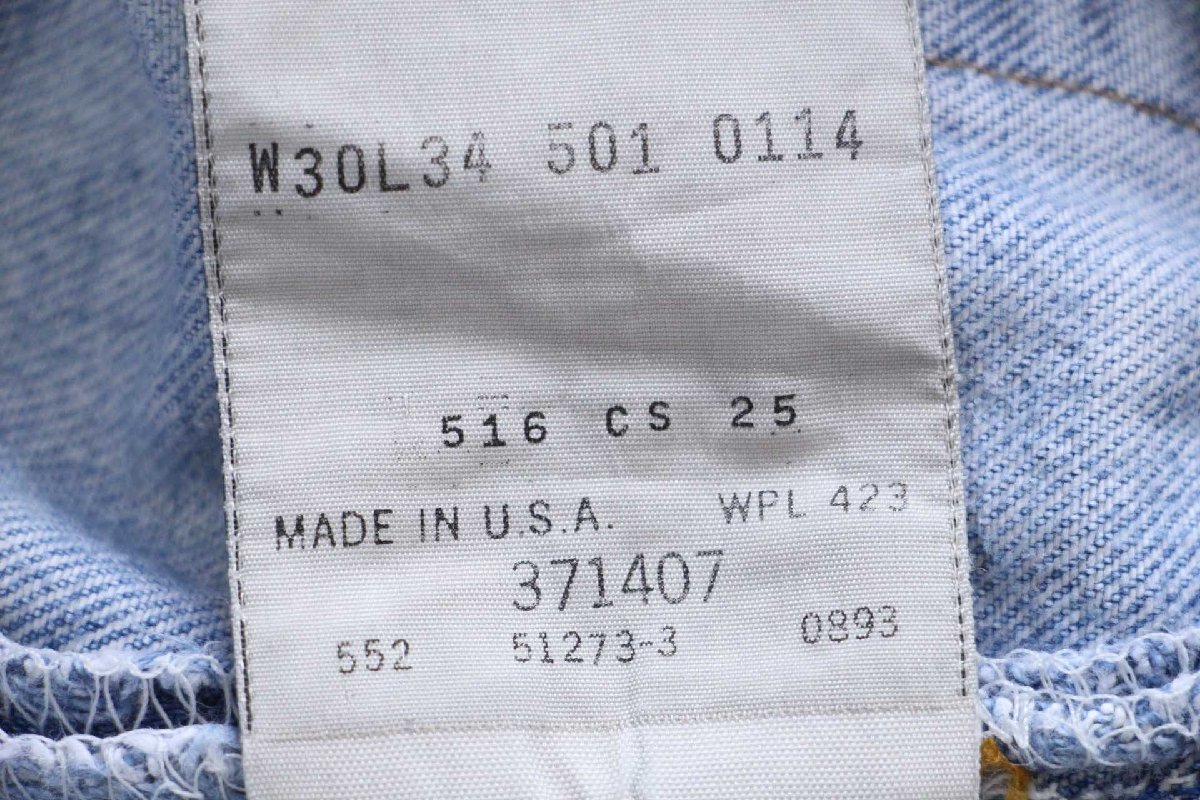 W30L34 501 0114
516 CS 25
MADE IN U.S.A. WPL 423
371407
552 51273-3 0893